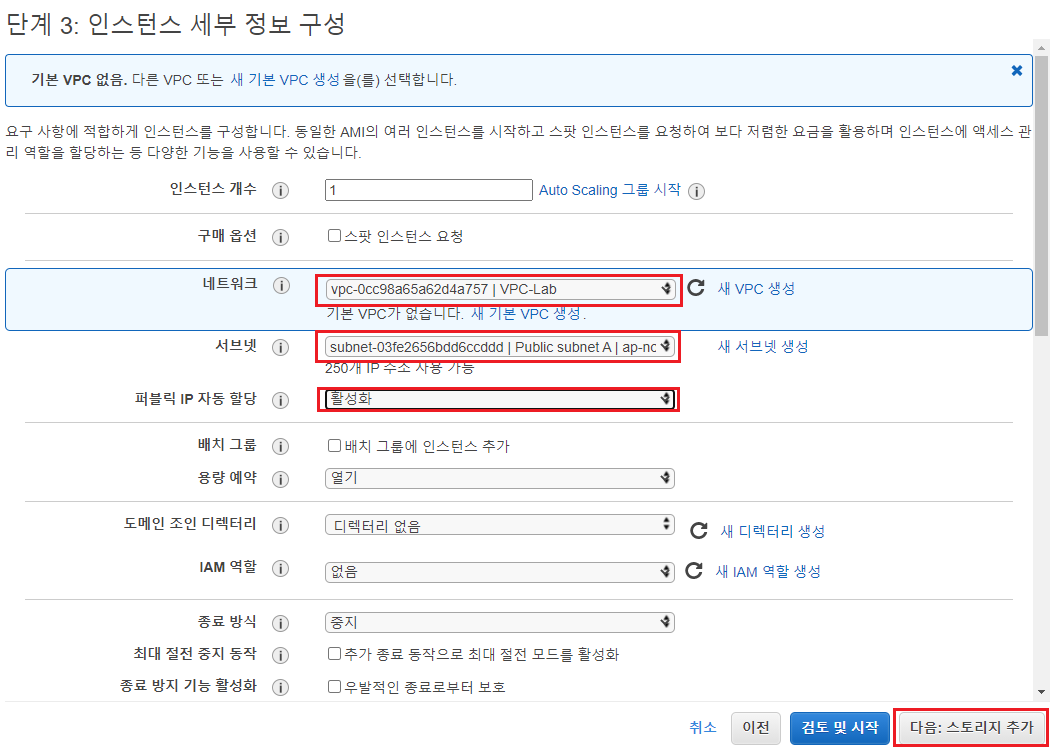 단계 3: 인스턴스 세부 정보 구성
기본 VPC 없음. 다른 VPC 또는 새 기본 VPC 생성을(를) 선택합니다.
요구 사항에 적합하게 인스턴스를 구성합니다. 동일한 AMI의 여러 인스턴스를 시작하고 스팟 인스턴스를 요청하여 보다 저렴한 요금을 활용하며 인스턴스에 액세스 관
리 역할을 할당하는 등 다양한 기능을 사용할 수 있습니다.
인스턴스 개수 i 1 Auto Scaling 그룹 시작 i
구매 옵션 i 스팟 인스턴스 요청
네트워크 i vpc-0cc98a65a62d4a757 | VPC-Lab 새 VPC 생성
기본 VPC가 없습니다. 새 기본 VPC 생성.
서브넷 i subnet-03fe2656bdd6ccddd | Public subnet A | ap-nc 새 서브넷 생성
250개 IP 주소 사용 가능
퍼블릭 IP 자동 할당 i 활성화
배치 그룹 i 배치 그룹에 인스턴스 추가
용량 예약 i 열기
도메인 조인 디렉터리 i 디렉터리 없음 새 디렉터리 생성
IAM 역할 i 없음 새 IAM 역할 생성
종료 방식 i 중지
최대 절전 중지 동작 i 추가 종료 동작으로 최대 절전 모드를 활성화
종료 방지 기능 활성화 i 우발적인 종료로부터 보호
취소 이전 검토 및 시작 다음: 스토리지 추가